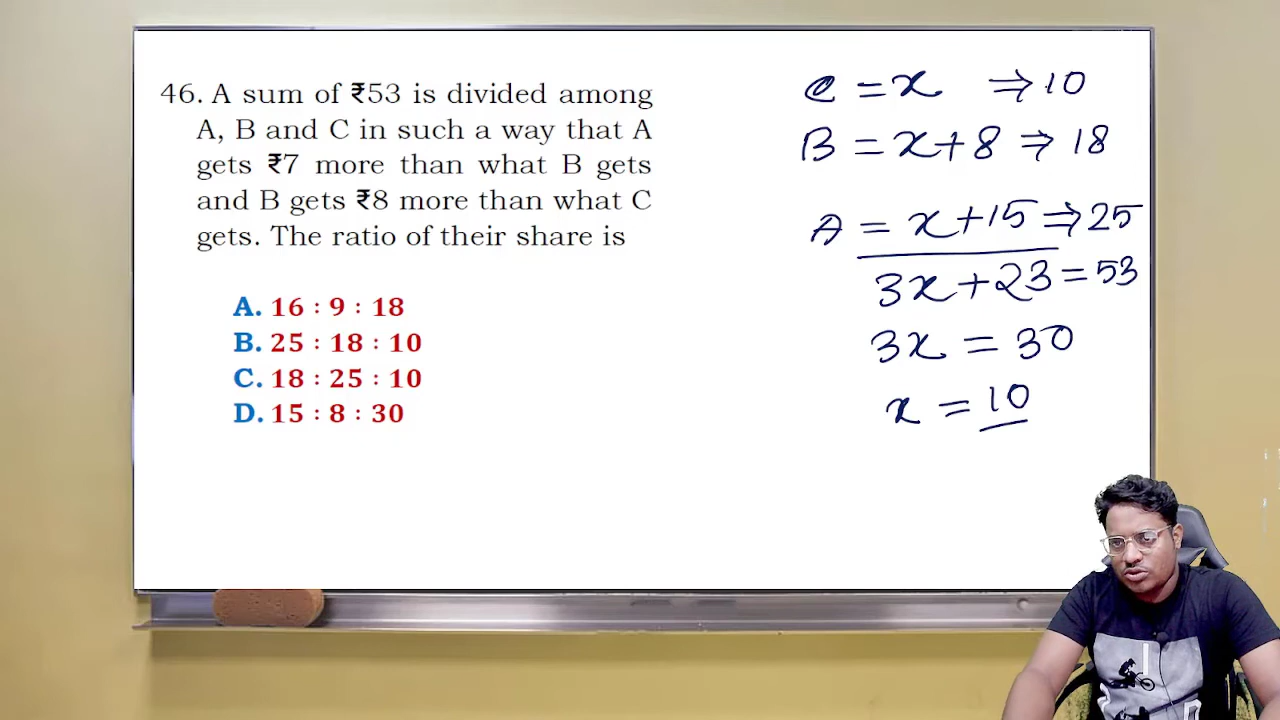 46. A sum of ₹53 is divided among
A, B and C in such a way that A
gets ₹7 more than what B gets
and B gets ₹8 more than what C
gets. The ratio of their share is
A. 16 : 9 : 18
B. 25 : 18 : 10
C. 18 : 25 : 10
D. 15 : 8 : 30
C = x ⇒ 10
B = x+8 ⇒ 18
A = x+15 ⇒ 25
3x+23 = 53
3x = 30
x = 10